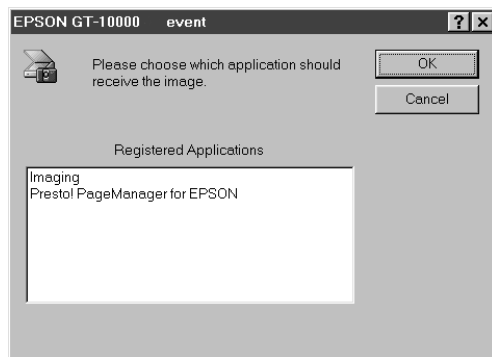 EPSON GT-10000 event
Please choose which application should
receive the image.
OK
Cancel
Registered Applications
Imaging
Presto! PageManager for EPSON